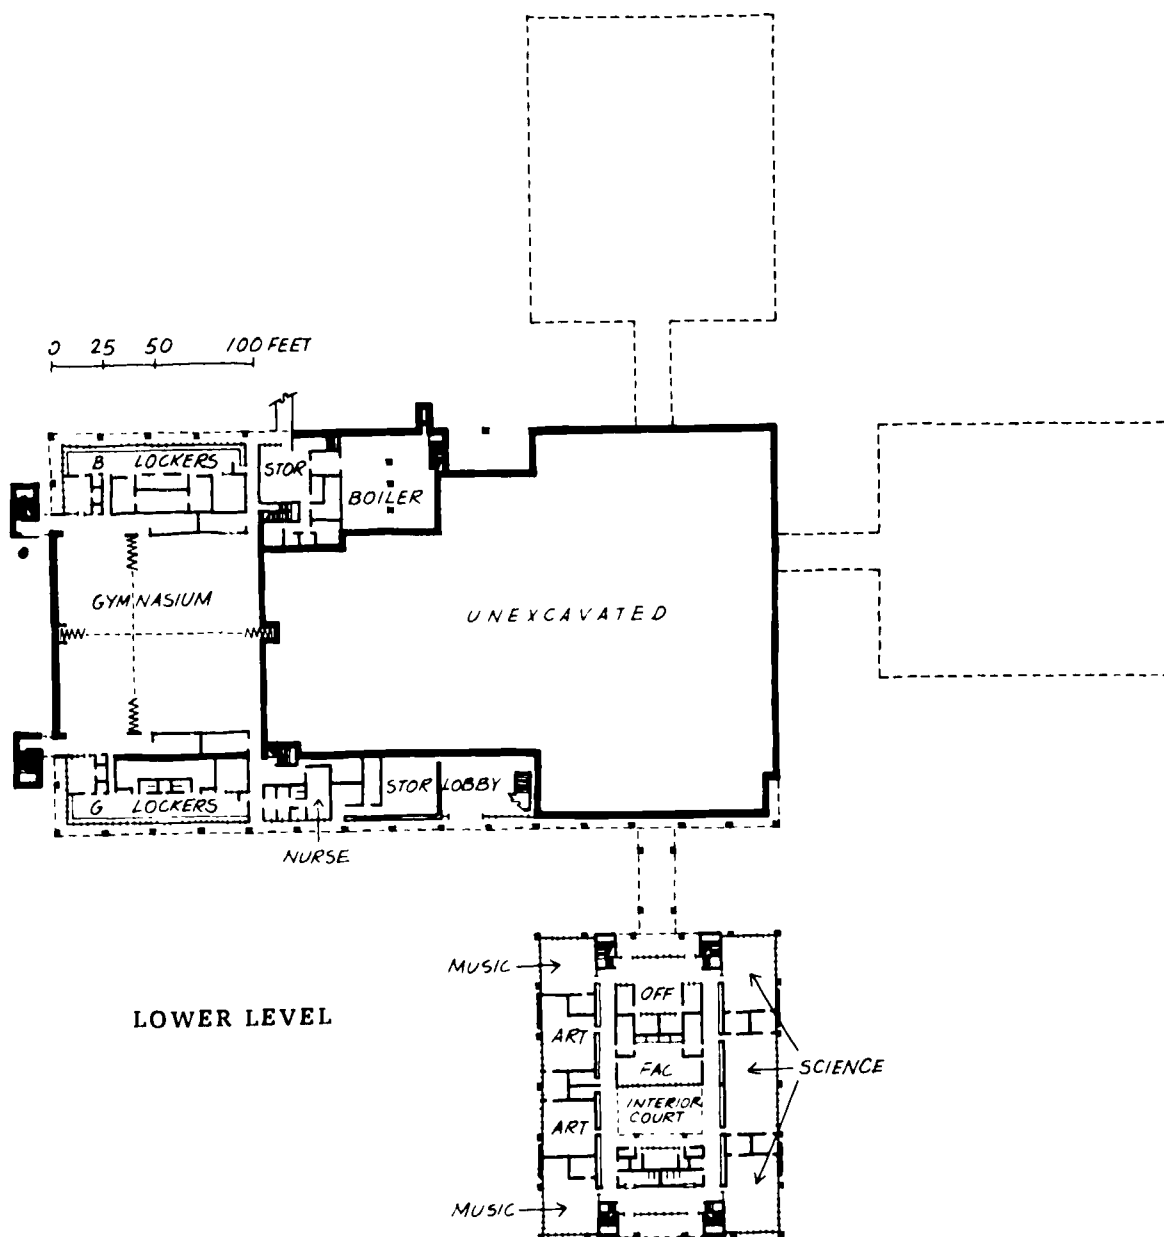 0 25 50 100 FEET
B LOCKERS
STOR
BOILER
GYMNASIUM
UNEXCAVATED
STOR LOBBY
G LOCKERS
NURSE
MUSIC
OFF
LOWER LEVEL
ART
FAC
SCIENCE
INTERIOR
COURT
ART
MUSIC